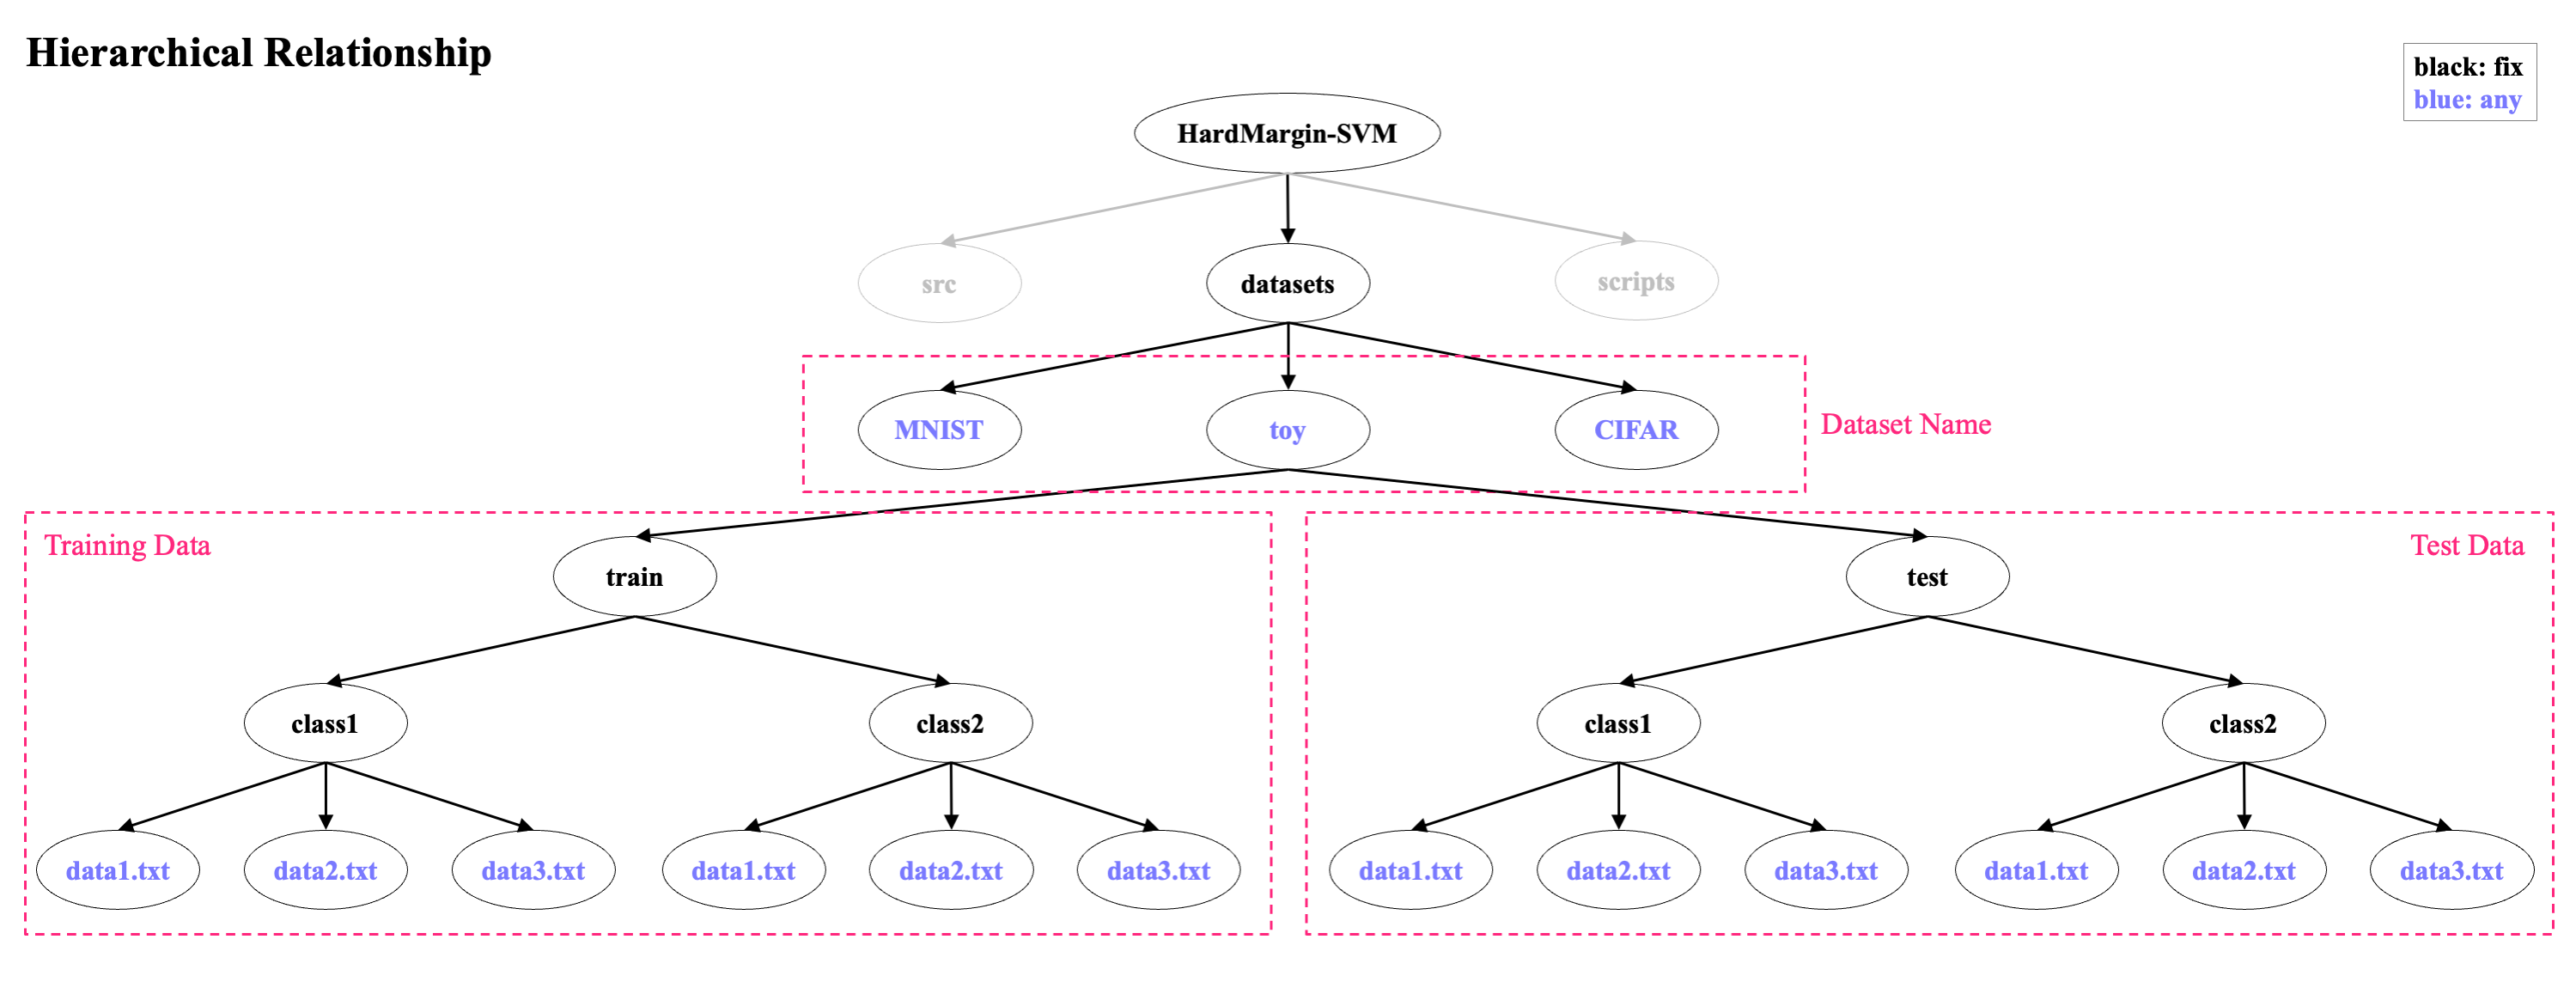 Hierarchical Relationship
black: fix
blue: any
HardMargin-SVM
src
datasets
scripts
MNIST
toy
CIFAR
Dataset Name
Training Data
Test Data
train
test
class1
class2
class1
class2
data1.txt
data2.txt
data3.txt
data1.txt
data2.txt
data3.txt
data1.txt
data2.txt
data3.txt
data1.txt
data2.txt
data3.txt